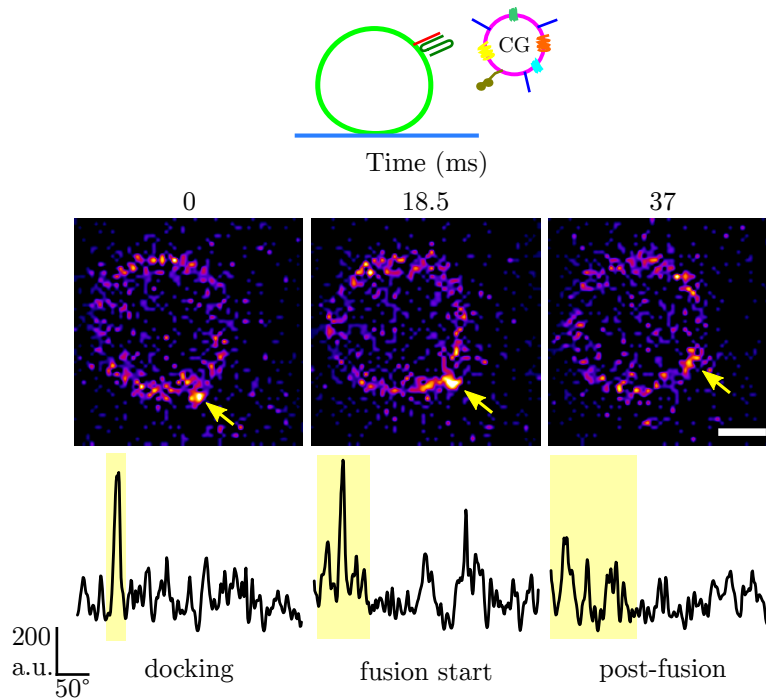 CG
Time (ms)
0 18.5 37
200
a.u.
50°
docking fusion start post-fusion